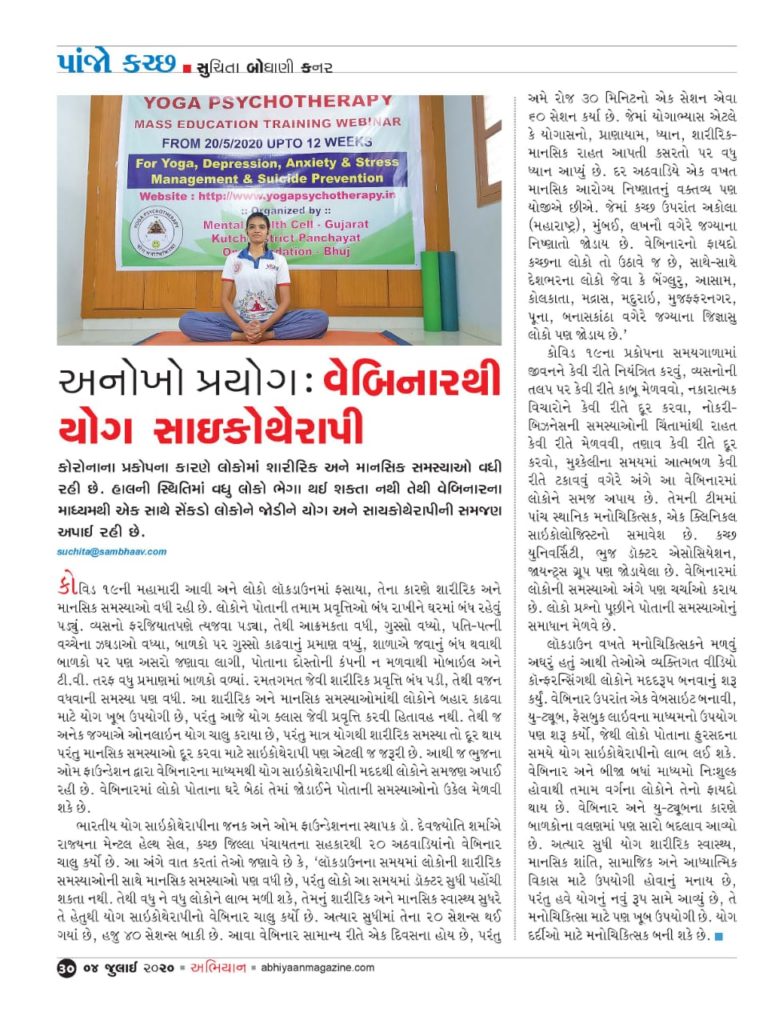 પાંજો કચ્છ ■ સુચિતા બોઘાણી કનર
YOGA PSYCHOTHERAPY
MASS EDUCATION TRAINING WEBINAR
FROM 20/5/2020 UPTO 12 WEEKS
For Yoga, Depression, Anxiety & Stress
Management & Suicide Prevention
Website : http://www.yogapsychotherapy.in
:: Organized by ::
Mental Health Cell - Gujarat
Kutch District Panchayat
Bhuj
YOGA PSYCHOTHERAPY
અનોખો પ્રયોગ : વેબિનારથી
યોગ સાઇકોથેરાપી
કોરોનાના પ્રકોપના કારણે લોકોમાં શારીરિક અને માનસિક સમસ્યાઓ વધી
રહી છે. હાલની સ્થિતિમાં વધુ લોકો ભેગા થઈ શકતા નથી તેથી વેબિનારના
માધ્યમથી એક સાથે સેંકડો લોકોને જોડીને યોગ અને સાયકોથેરાપીની સમજણ
અપાઈ રહી છે.
suchita@sambhaav.com
કોવિડ ૧૯ની મહામારી આવી અને લોકો લૉકડાઉનમાં ફસાયા, તેના કારણે શારીરિક અને
માનસિક સમસ્યાઓ વધી રહી છે. લોકોને પોતાની તમામ પ્રવૃત્તિઓ બંધ રાખીને ઘરમાં બંધ રહેવું
પડ્યું. વ્યસનો ફરજિયાતપણે ત્યજવા પડ્યા, તેથી આક્રમકતા વધી, ગુસ્સો વધ્યો, પતિ-પત્ની
વચ્ચેના ઝઘડાઓ વધ્યા, બાળકો પર ગુસ્સો કાઢવાનું પ્રમાણ વધ્યું, શાળાએ જવાનું બંધ થવાથી
બાળકો પર પણ અસરો જણાવા લાગી, પોતાના દોસ્તોની કંપની ન મળવાથી મોબાઇલ અને
ટી.વી. તરફ વધુ પ્રમાણમાં બાળકો વળ્યાં. રમતગમત જેવી શારીરિક પ્રવૃત્તિ બંધ પડી, તેથી વજન
વધવાની સમસ્યા પણ વધી. આ શારીરિક અને માનસિક સમસ્યાઓમાંથી લોકોને બહાર કાઢવા
માટે યોગ ખૂબ ઉપયોગી છે, પરંતુ આજે યોગ ક્લાસ જેવી પ્રવૃત્તિ કરવી હિતાવહ નથી. તેથી જ
અનેક જગ્યાએ ઓનલાઇન યોગ ચાલુ કરાયા છે, પરંતુ માત્ર યોગથી શારીરિક સમસ્યા તો દૂર થાય
પરંતુ માનસિક સમસ્યાઓ દૂર કરવા માટે સાઇકોથેરાપી પણ એટલી જ જરૂરી છે. આથી જ ભુજના
ઓમ ફાઉન્ડેશન દ્વારા વેબિનારના માધ્યમથી યોગ સાઇકોથેરાપીની મદદથી લોકોને સમજણ અપાઈ
રહી છે. વેબિનારમાં લોકો પોતાના ઘરે બેઠાં તેમાં જોડાઈને પોતાની સમસ્યાઓનો ઉકેલ મેળવી
શકે છે.
ભારતીય યોગ સાઇકોથેરાપીના જનક અને ઓમ ફાઉન્ડેશનના સ્થાપક ડૉ. દેવજ્યોતિ શર્માએ
રાજ્યના મેન્ટલ હેલ્થ સેલ, કચ્છ જિલ્લા પંચાયતના સહકારથી ૨૦ અઠવાડિયાંનો વેબિનાર
ચાલુ કર્યો છે. આ અંગે વાત કરતાં તેઓ જણાવે છે કે, ‘લૉકડાઉનના સમયમાં લોકોની શારીરિક
સમસ્યાઓની સાથે માનસિક સમસ્યાઓ પણ વધી છે, પરંતુ લોકો આ સમયમાં ડૉક્ટર સુધી પહોંચી
શકતા નથી. તેથી વધુ ને વધુ લોકોને લાભ મળી શકે, તેમનું શારીરિક અને માનસિક સ્વાસ્થ્ય સુધરે
તે હેતુથી યોગ સાઇકોથેરાપીનો વેબિનાર ચાલુ કર્યો છે. અત્યાર સુધીમાં તેના ૨૦ સેશન્સ થઈ
ગયાં છે, હજુ ૪૦ સેશન્સ બાકી છે. આવા વેબિનાર સામાન્ય રીતે એક દિવસના હોય છે, પરંતુ
અમે રોજ ૩૦ મિનિટનો એક સેશન એવા
૬૦ સેશન કર્યા છે. જેમાં યોગાભ્યાસ એટલે
કે યોગાસનો, પ્રાણાયામ, ધ્યાન, શારીરિક-
માનસિક રાહત આપતી કસરતો પર વધુ
ધ્યાન આપ્યું છે. દર અઠવાડિયે એક વખત
માનસિક આરોગ્ય નિષ્ણાતનું વક્તવ્ય પણ
યોજીએ છીએ. જેમાં કચ્છ ઉપરાંત અકોલા
(મહારાષ્ટ્ર), મુંબઈ, લખનો વગેરે જગ્યાના
નિષ્ણાતો જોડાય છે. વેબિનારનો ફાયદો
કચ્છના લોકો તો ઉઠાવે જ છે, સાથે-સાથે
દેશભરના લોકો જેવા કે બેંગ્લુરુ, આસામ,
કોલકાતા, મદ્રાસ, મદુરાઇ, મુજફ્ફરનગર,
પૂના, બનાસકાંઠા વગેરે જગ્યાના જિજ્ઞાસુ
લોકો પણ જોડાય છે.’
કોવિડ ૧૯ના પ્રકોપના સમયગાળામાં
જીવનને કેવી રીતે નિયંત્રિત કરવું, વ્યસનોની
તલપ પર કેવી રીતે કાબૂ મેળવવો, નકારાત્મક
વિચારોને કેવી રીતે દૂર કરવા, નોકરી-
બિઝનેસની સમસ્યાઓની ચિંતામાંથી રાહત
કેવી રીતે મેળવવી, તણાવ કેવી રીતે દૂર
કરવો, મુશ્કેલીના સમયમાં આત્મબળ કેવી
રીતે ટકાવવું વગેરે અંગે આ વેબિનારમાં
લોકોને સમજ અપાય છે. તેમની ટીમમાં
પાંચ સ્થાનિક મનોચિકિત્સક, એક ક્લિનિકલ
સાઇકોલૉજિસ્ટનો સમાવેશ છે. કચ્છ
યુનિવર્સિટી, ભુજ ડૉક્ટર એસોસિયેશન,
જાયન્ટ્સ ગ્રૂપ પણ જોડાયેલા છે. વેબિનારમાં
લોકોની સમસ્યાઓ અંગે પણ ચર્ચાઓ કરાય
છે. લોકો પ્રશ્નો પૂછીને પોતાની સમસ્યાઓનું
સમાધાન મેળવે છે.
લૉકડાઉન વખતે મનોચિકિત્સકને મળવું
અઘરું હતું આથી તેઓએ વ્યક્તિગત વીડિયો
કોન્ફરન્સિંગથી લોકોને મદદરૂપ બનવાનું શરૂ
કર્યું. વેબિનાર ઉપરાંત એક વેબસાઇટ બનાવી,
યુ-ટ્યૂબ, ફેસબુક લાઇવના માધ્યમનો ઉપયોગ
પણ શરૂ કર્યો, જેથી લોકો પોતાના ફુરસદના
સમયે યોગ સાઇકોથેરાપીનો લાભ લઈ શકે.
વેબિનાર અને બીજા બધાં માધ્યમો નિઃશુલ્ક
હોવાથી તમામ વર્ગના લોકોને તેનો ફાયદો
થાય છે. વેબિનાર અને યુ-ટ્યૂબના કારણે
બાળકોના વલણમાં પણ સારો બદલાવ આવ્યો
છે. અત્યાર સુધી યોગ શારીરિક સ્વાસ્થ્ય,
માનસિક શાંતિ, સામાજિક અને આધ્યાત્મિક
વિકાસ માટે ઉપયોગી હોવાનું મનાય છે,
પરંતુ હવે યોગનું નવું રૂપ સામે આવ્યું છે, તે
મનોચિકિત્સા માટે પણ ખૂબ ઉપયોગી છે. યોગ
દર્દીઓ માટે મનોચિકિત્સક બની શકે છે. ■
૩૦ ૦૪ જુલાઈ ૨૦૨૦ ■ અભિયાન ■ abhiyaanmagazine.com